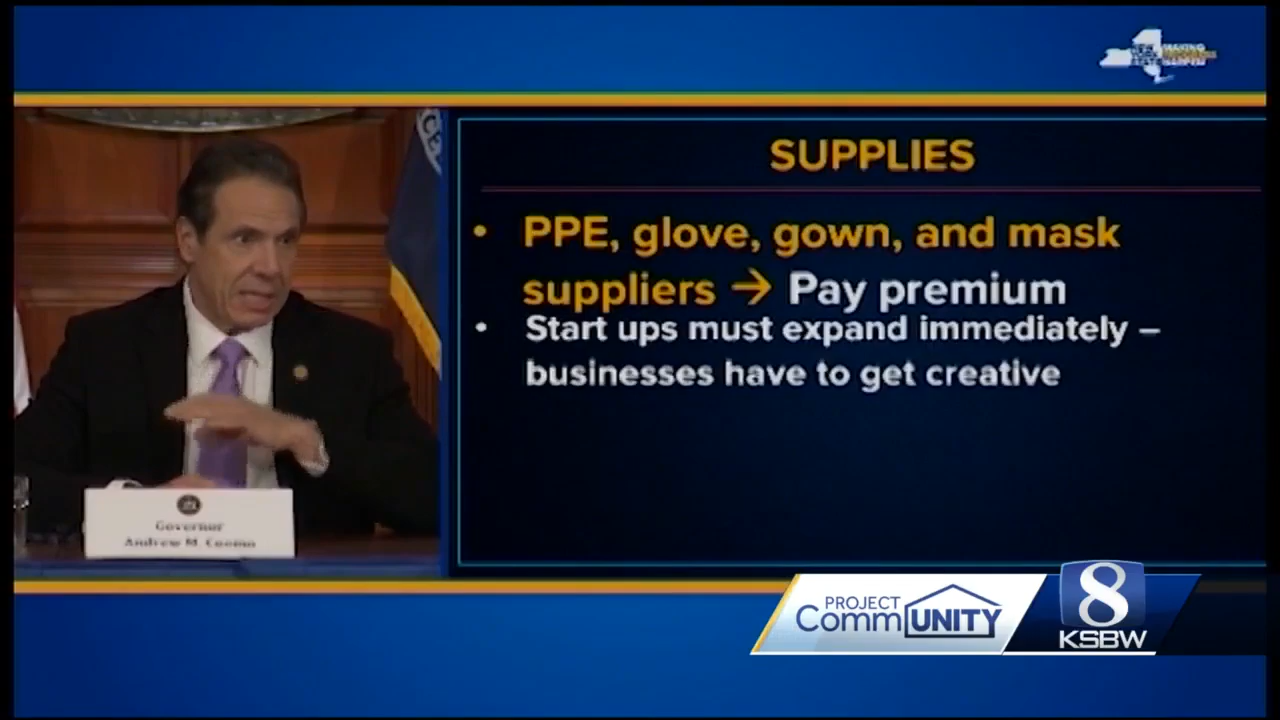 SUPPLIES
• PPE, glove, gown, and mask
suppliers → Pay premium
• Start ups must expand immediately –
businesses have to get creative
Governor
Andrew M. Cuomo
PROJECT
CommUNITY
8
KSBW